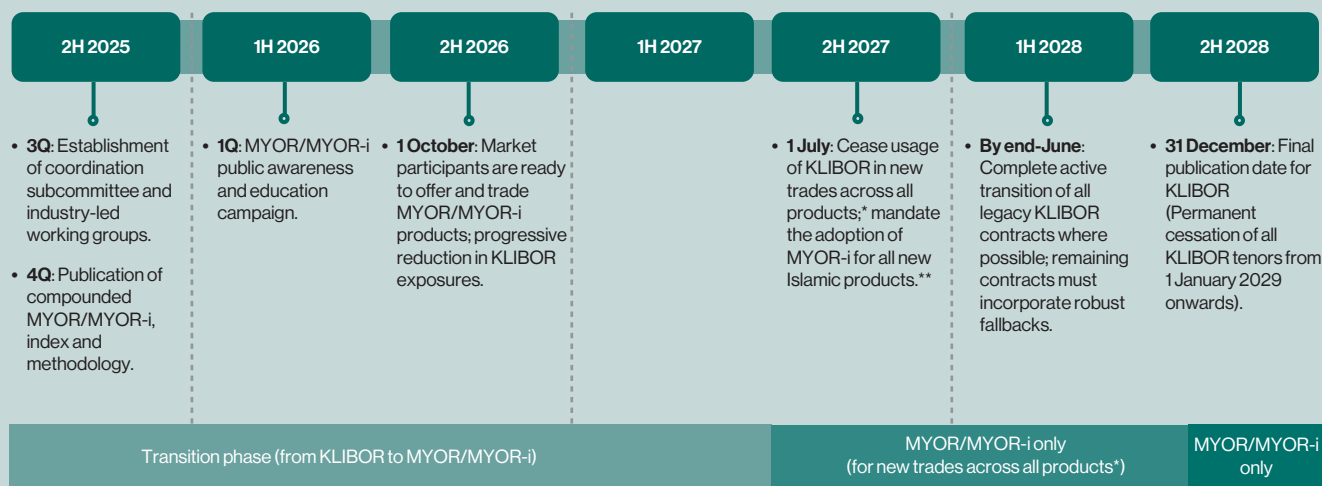 2H 2025
1H 2026
2H 2026
1H 2027
2H 2027
1H 2028
2H 2028
• 3Q: Establishment
of coordination
subcommittee and
industry-led
working groups.
• 4Q: Publication of
compounded
MYOR/MYOR-i,
index and
methodology.
• 1Q: MYOR/MYOR-i
public awareness
and education
campaign.
• 1 October: Market
participants are ready
to offer and trade
MYOR/MYOR-i
products; progressive
reduction in KLIBOR
exposures.
• 1 July: Cease usage
of KLIBOR in new
trades across all
products;* mandate
the adoption of
MYOR-i for all new
Islamic products.**
• By end-June:
Complete active
transition of all
legacy KLIBOR
contracts where
possible; remaining
contracts must
incorporate robust
fallbacks.
• 31 December: Final
publication date for
KLIBOR
(Permanent
cessation of all
KLIBOR tenors from
1 January 2029
onwards).
Transition phase (from KLIBOR to MYOR/MYOR-i)
MYOR/MYOR-i only
(for new trades across all products*)
MYOR/MYOR-i
only